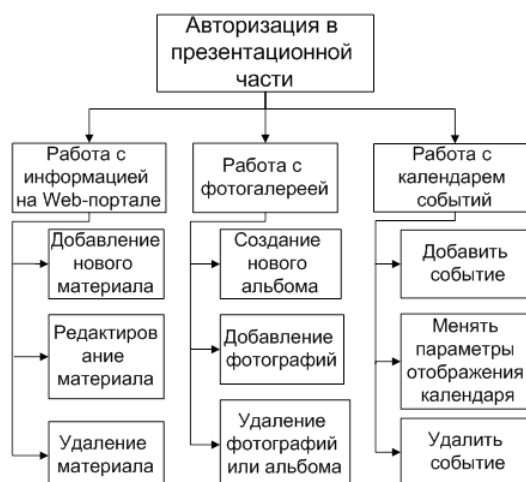 Авторизация в
презентационной
части
Работа с
информацией
на Web-портале
Работа с
фотогалереей
Работа с
календарем
событий
Добавление
нового
материала
Создание
нового
альбома
Добавить
событие
Редактиров
ание
материала
Добавление
фотографий
Менять
параметры
отображения
календаря
Удаление
материала
Удаление
фотографий
или альбома
Удалить
событие